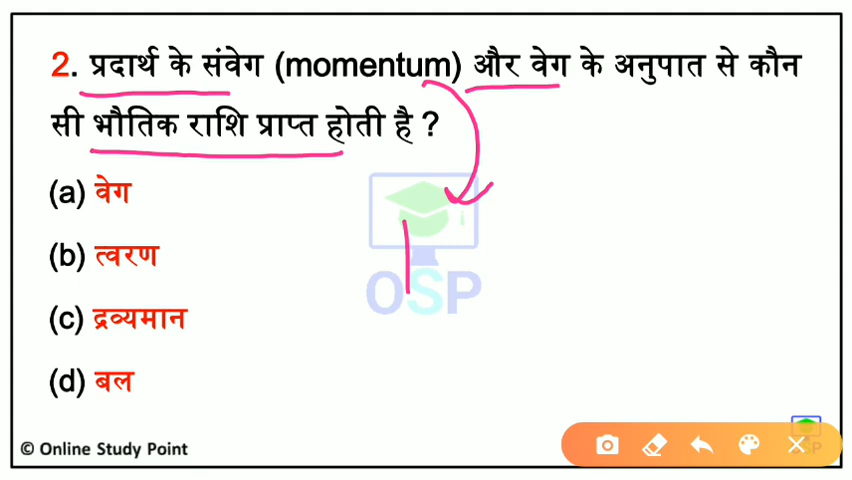 2. प्रदार्थ के संवेग (momentum) और वेग के अनुपात से कौन
सी भौतिक राशि प्राप्त होती है ?
(a) वेग
(b) त्वरण
(c) द्रव्यमान
(d) बल
OSP
© Online Study Point